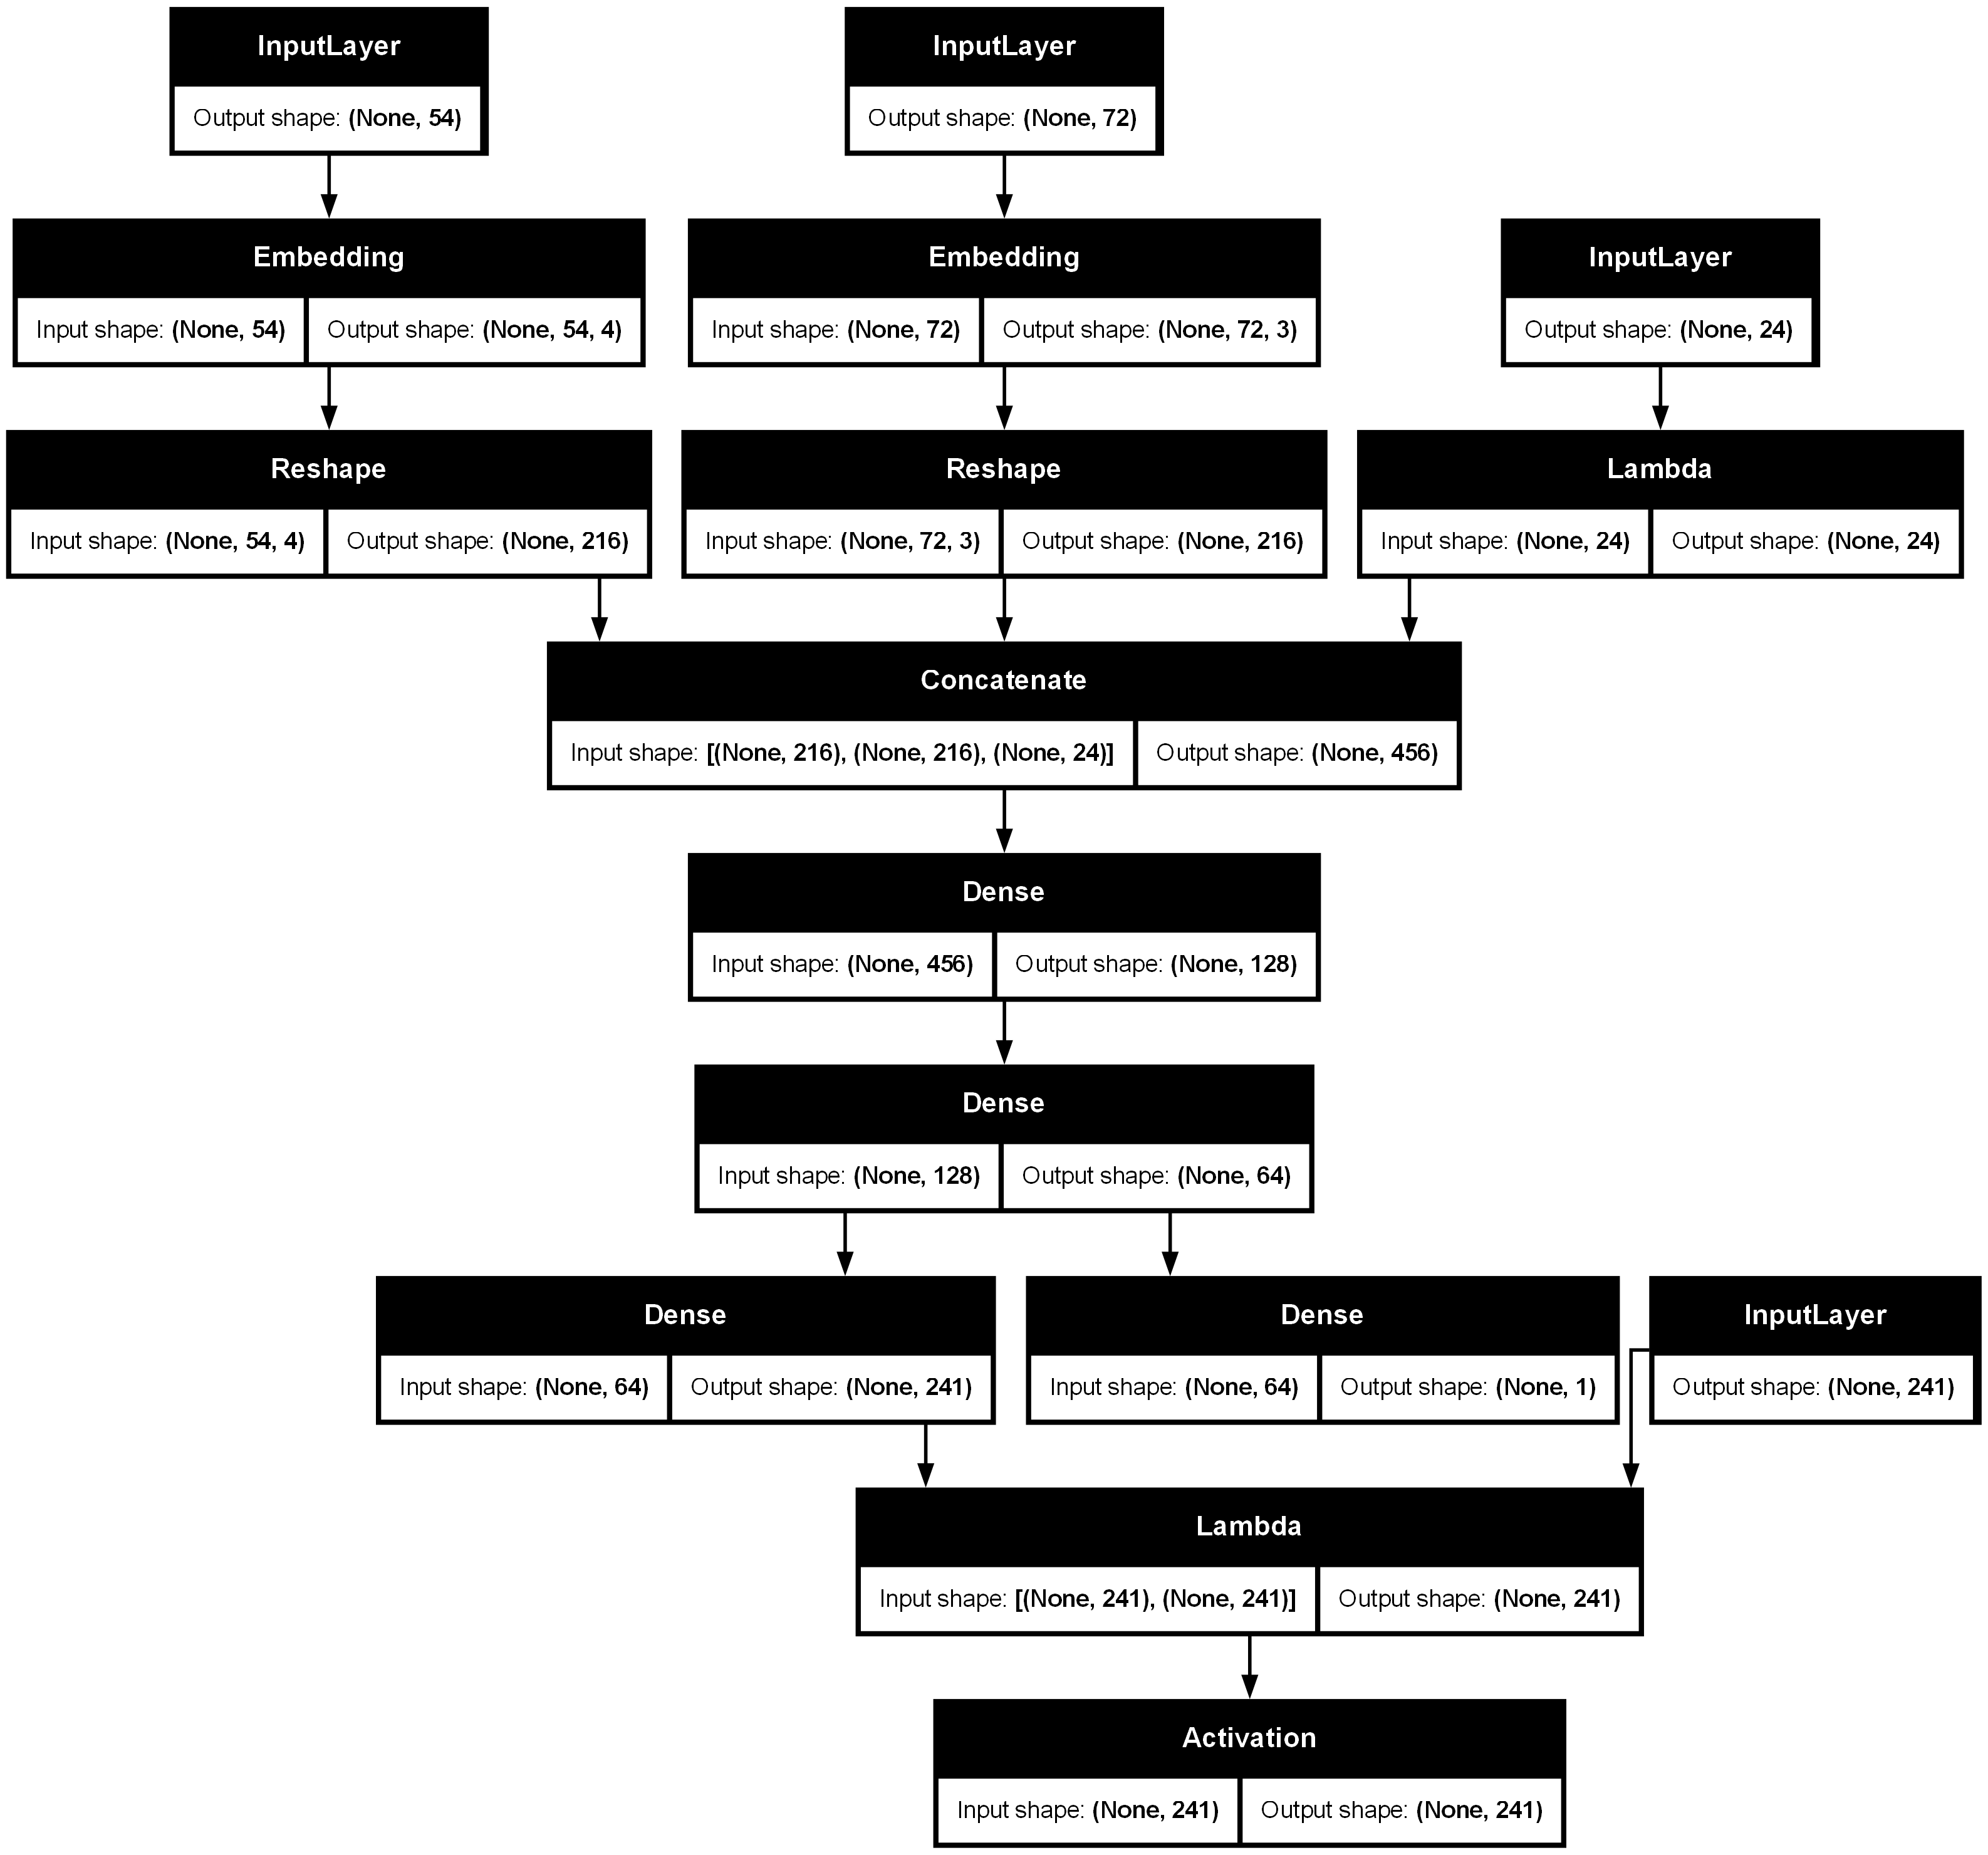 InputLayer
Output shape: (None, 54)
InputLayer
Output shape: (None, 72)
Embedding
Input shape: (None, 54) Output shape: (None, 54, 4)
Embedding
Input shape: (None, 72) Output shape: (None, 72, 3)
InputLayer
Output shape: (None, 24)
Reshape
Input shape: (None, 54, 4) Output shape: (None, 216)
Reshape
Input shape: (None, 72, 3) Output shape: (None, 216)
Lambda
Input shape: (None, 24) Output shape: (None, 24)
Concatenate
Input shape: [(None, 216), (None, 216), (None, 24)] Output shape: (None, 456)
Dense
Input shape: (None, 456) Output shape: (None, 128)
Dense
Input shape: (None, 128) Output shape: (None, 64)
Dense
Input shape: (None, 64) Output shape: (None, 241)
Dense
Input shape: (None, 64) Output shape: (None, 1)
InputLayer
Output shape: (None, 241)
Lambda
Input shape: [(None, 241), (None, 241)] Output shape: (None, 241)
Activation
Input shape: (None, 241) Output shape: (None, 241)